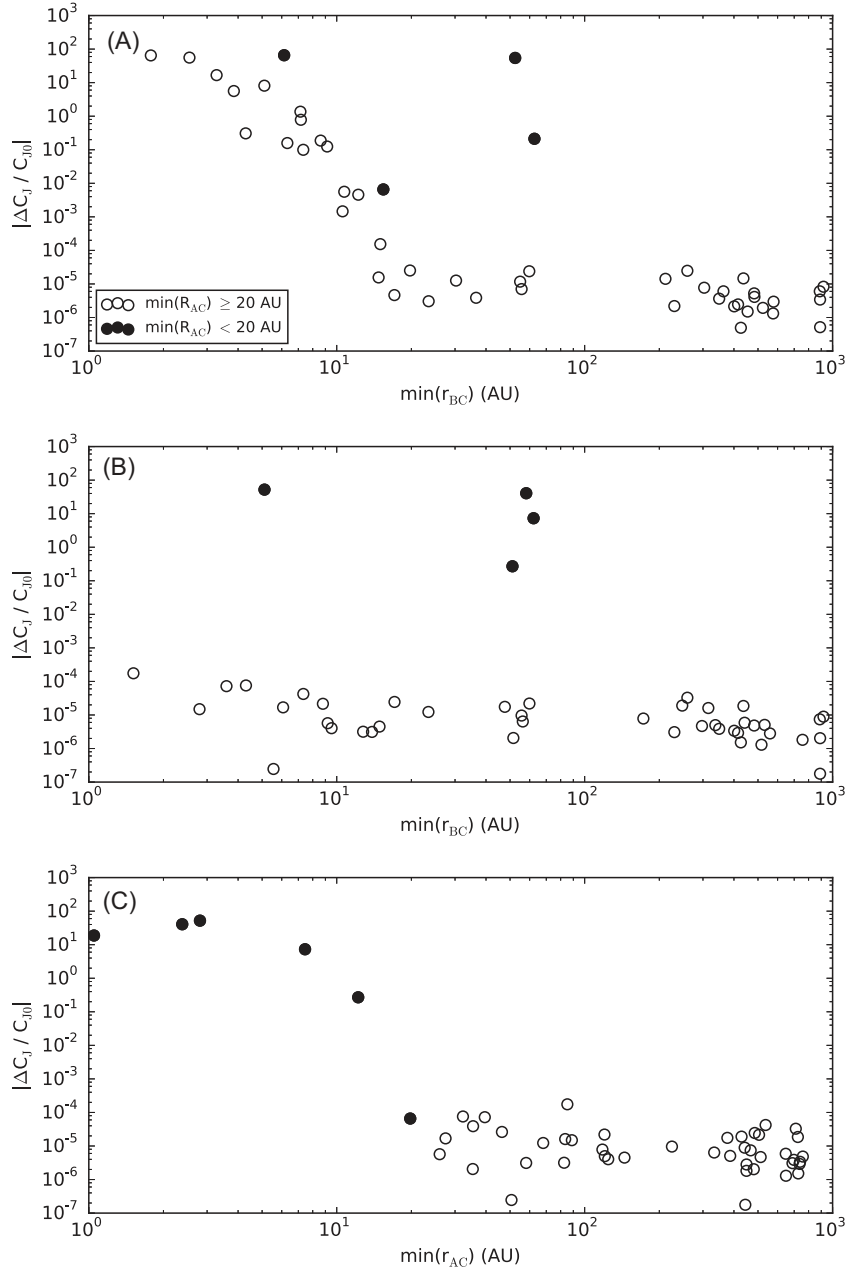 (A)
10^3
10^2
10^1
10^0
10^-1
10^-2
10^-3
10^-4
10^-5
10^-6
10^-7
|ΔC_J / C_J0|
min(R_AC) ≥ 20 AU
min(R_AC) < 20 AU
10^0 10^1 10^2 10^3
min(r_BC) (AU)
(B)
10^3
10^2
10^1
10^0
10^-1
10^-2
10^-3
10^-4
10^-5
10^-6
10^-7
|ΔC_J / C_J0|
10^0 10^1 10^2 10^3
min(r_BC) (AU)
(C)
10^3
10^2
10^1
10^0
10^-1
10^-2
10^-3
10^-4
10^-5
10^-6
10^-7
|ΔC_J / C_J0|
10^0 10^1 10^2 10^3
min(r_AC) (AU)